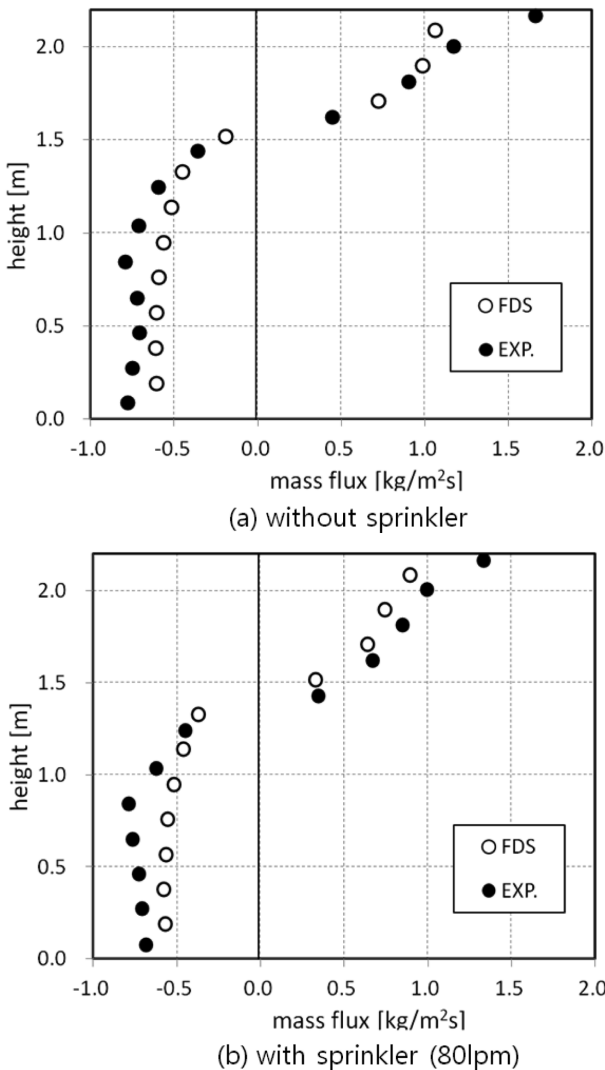 2.0
1.5
1.0
0.5
0.0
height [m]
FDS
EXP.
-1.0 -0.5 0.0 0.5 1.0 1.5 2.0
mass flux [kg/m²s]
(a) without sprinkler
2.0
1.5
1.0
0.5
0.0
height [m]
FDS
EXP.
-1.0 -0.5 0.0 0.5 1.0 1.5 2.0
mass flux [kg/m²s]
(b) with sprinkler (80lpm)